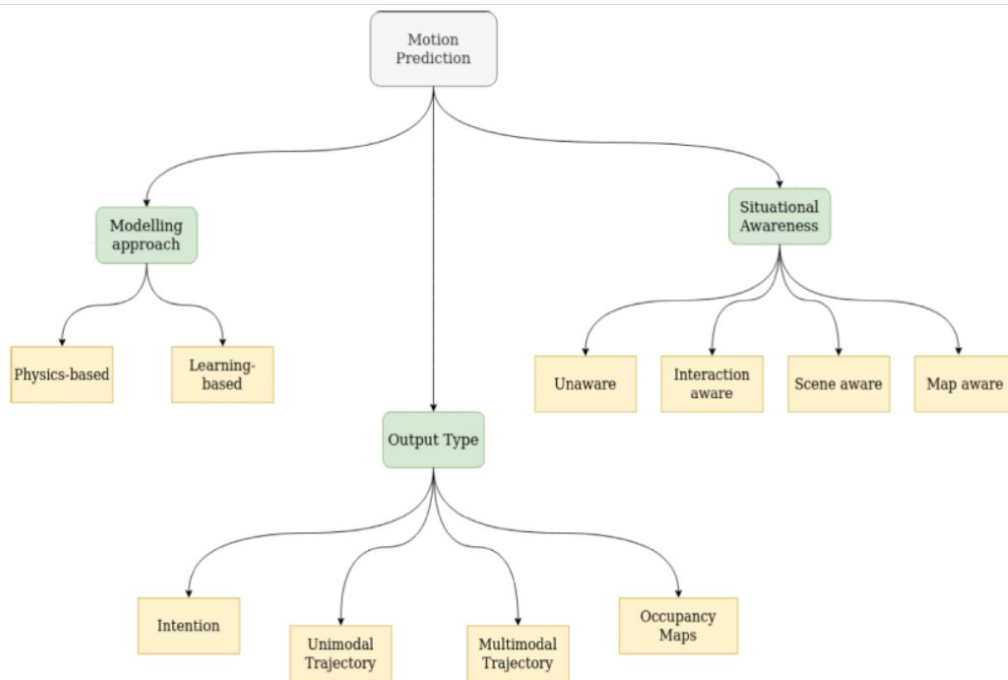 Motion
Prediction
Modelling
approach
Situational
Awareness
Physics-based
Learning-
based
Unaware
Interaction
aware
Scene aware
Map aware
Output Type
Intention
Unimodal
Trajectory
Multimodal
Trajectory
Occupancy
Maps